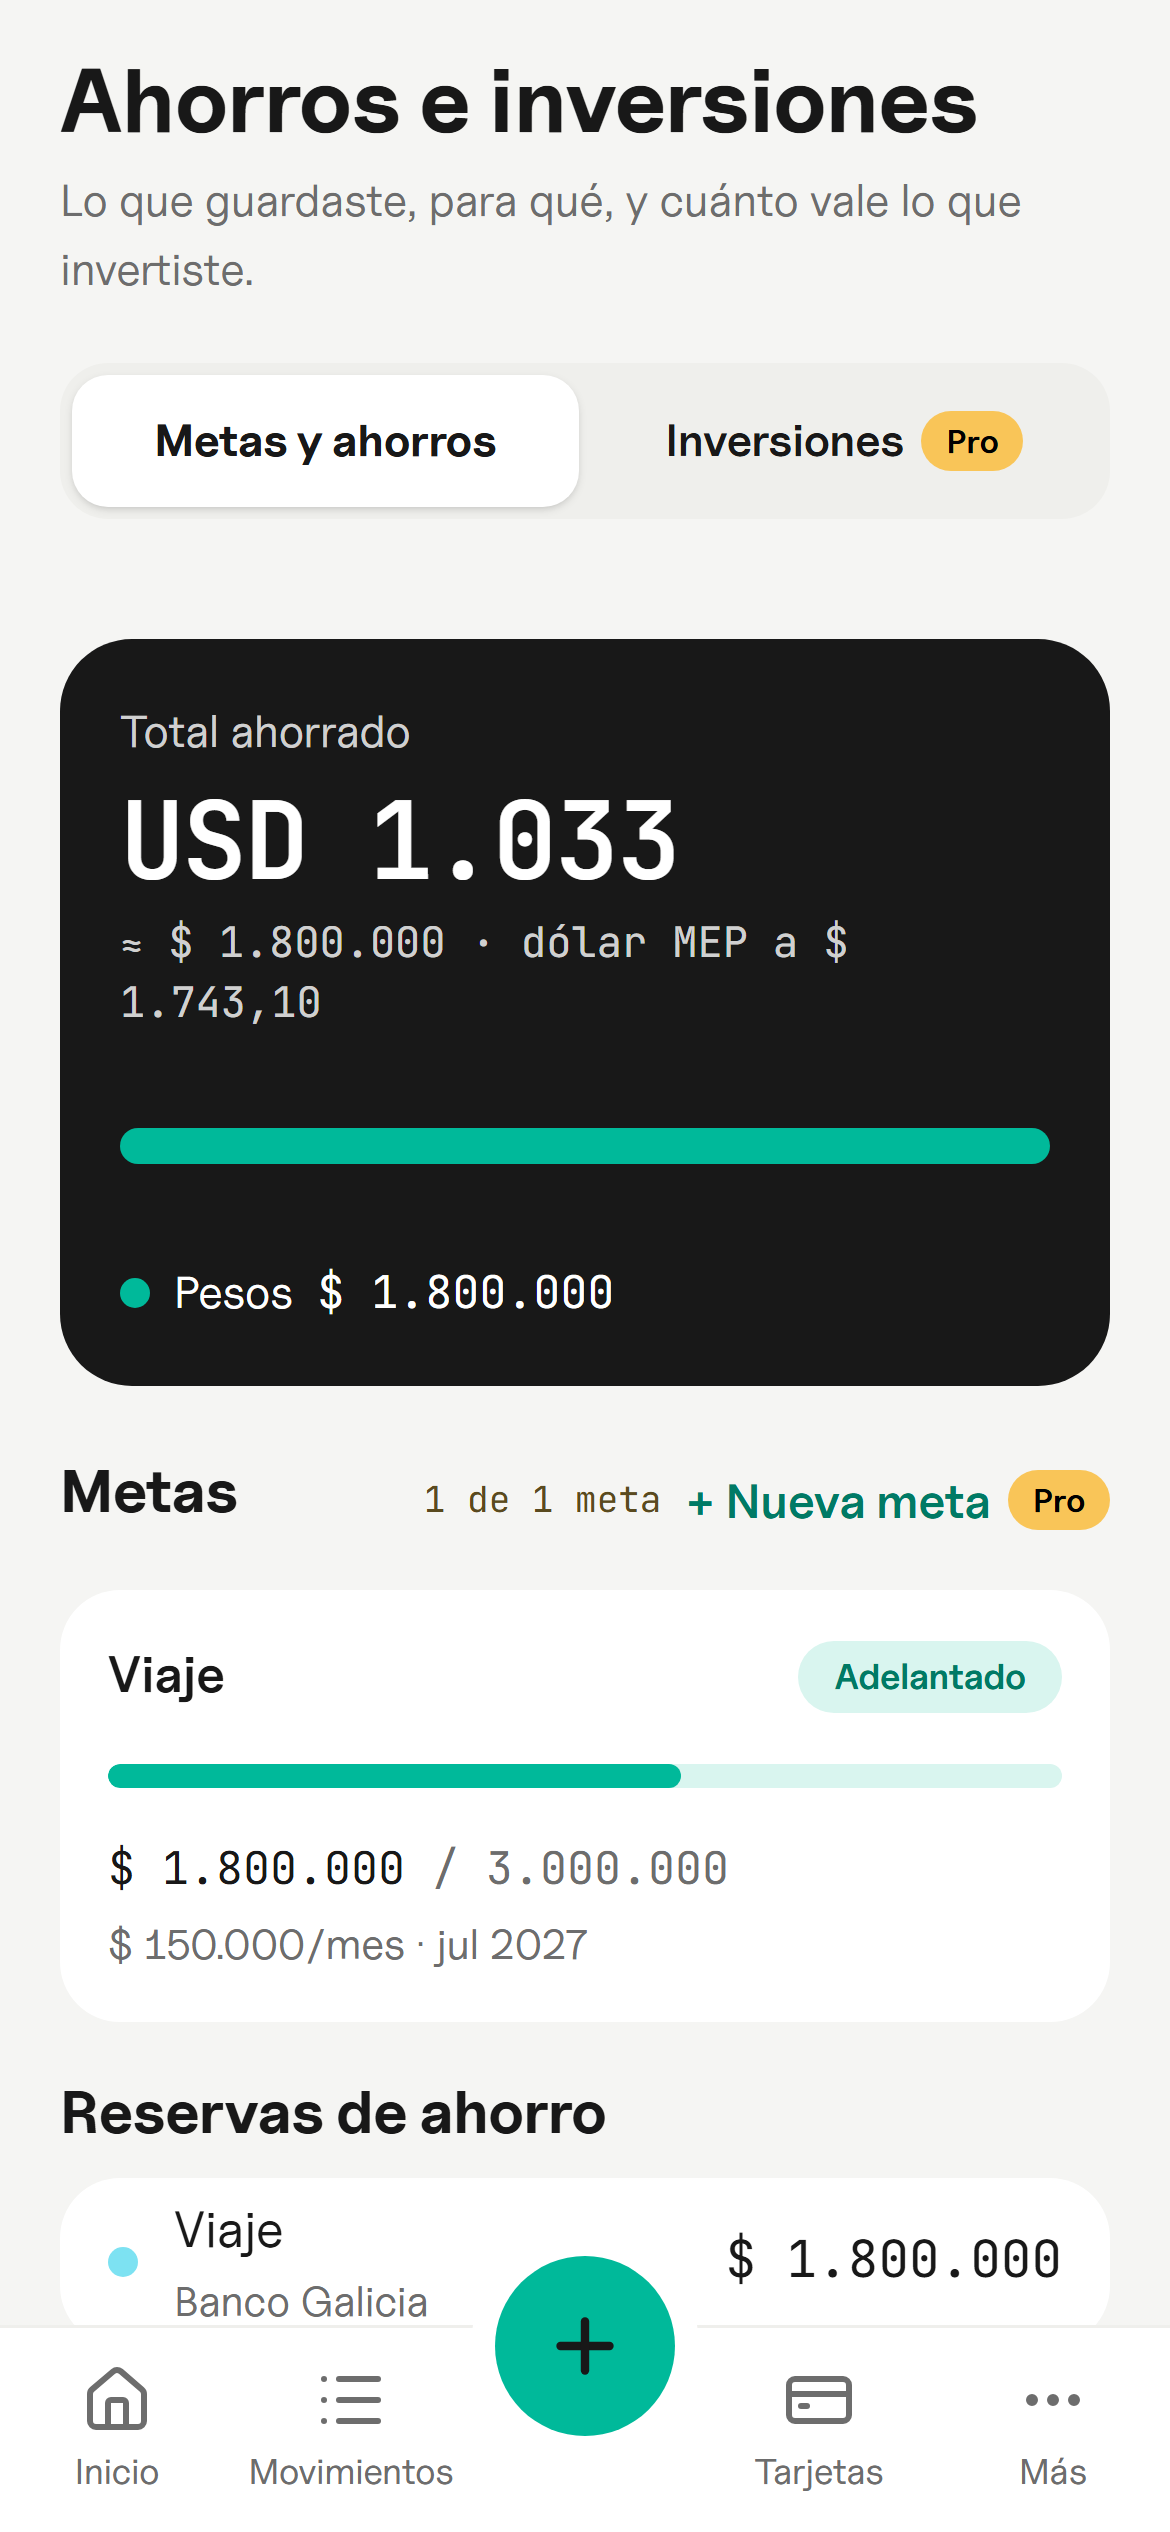 Ahorros e inversiones
Lo que guardaste, para qué, y cuánto vale lo que
invertiste.
Metas y ahorros
Inversiones Pro
Total ahorrado
USD 1.033
≈ $ 1.800.000 · dólar MEP a $
1.743,10
Pesos $ 1.800.000
Metas 1 de 1 meta + Nueva meta Pro
Viaje Adelantado
$ 1.800.000 / 3.000.000
$ 150.000/mes · jul 2027
Reservas de ahorro
Viaje
$ 1.800.000
Banco Galicia
Inicio Movimientos Tarjetas Más